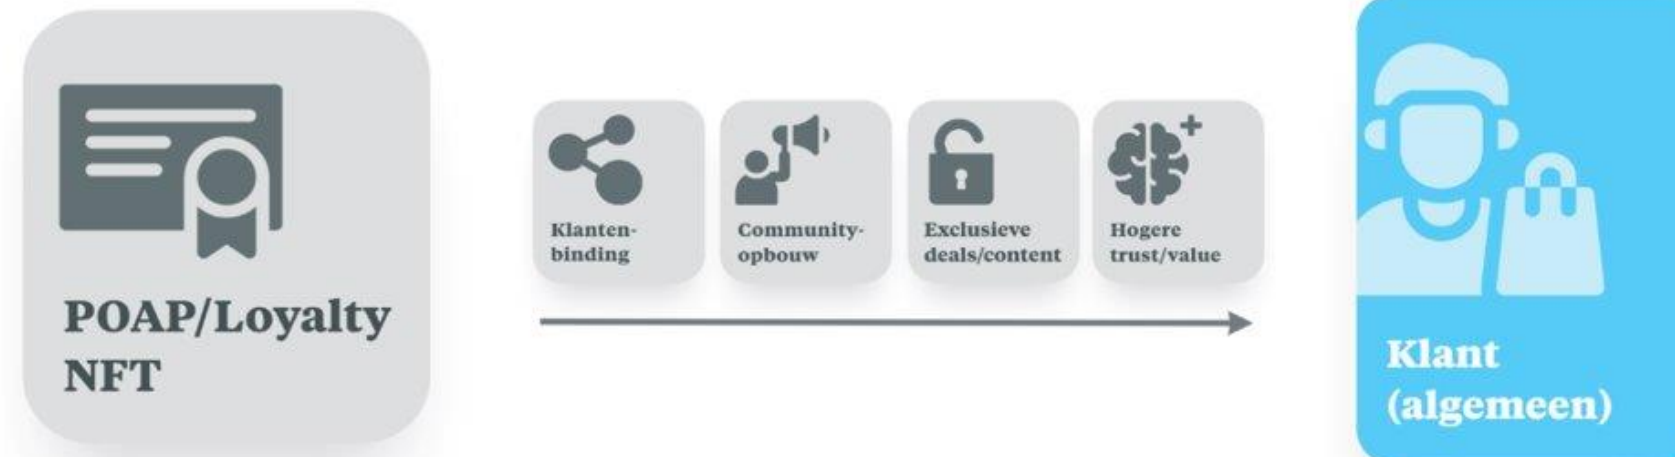 POAP/Loyalty
NFT
Klanten-
binding
Community-
opbouw
Exclusieve
deals/content
Hogere
trust/value
Klant
(algemeen)